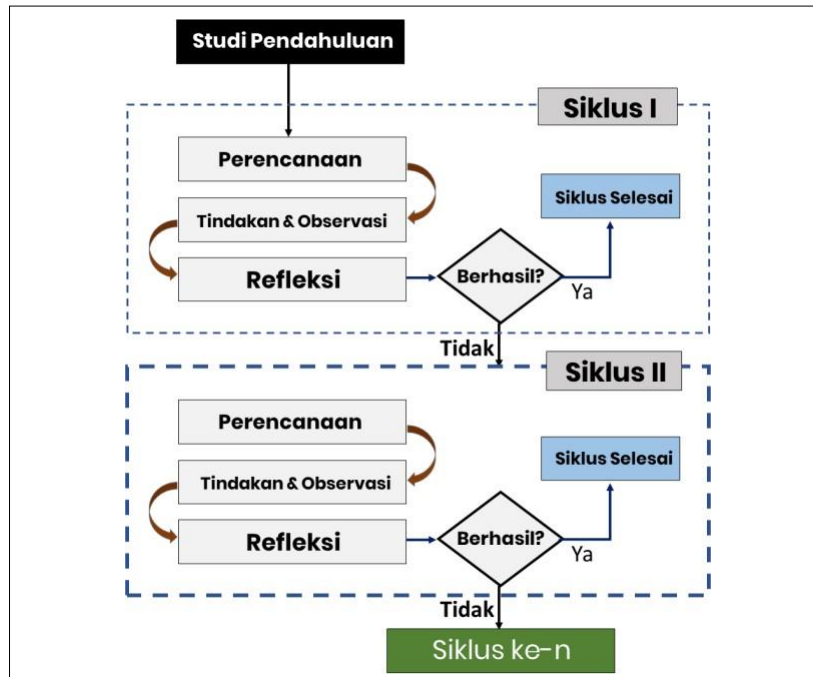 Studi Pendahuluan
Siklus I
Perencanaan
Siklus Selesai
Tindakan & Observasi
Refleksi
Berhasil?
Ya
Tidak
Siklus II
Perencanaan
Siklus Selesai
Tindakan & Observasi
Refleksi
Berhasil?
Ya
Tidak
Siklus ke-n